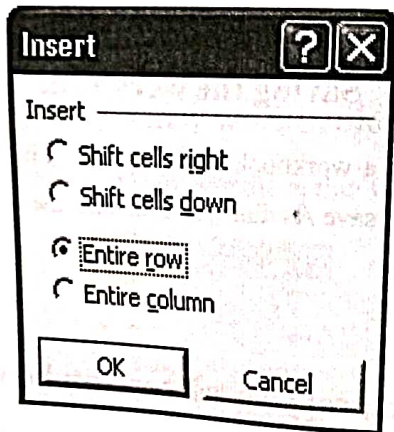 Insert
Insert
Shift cells right
Shift cells down
Entire row
Entire column
OK
Cancel